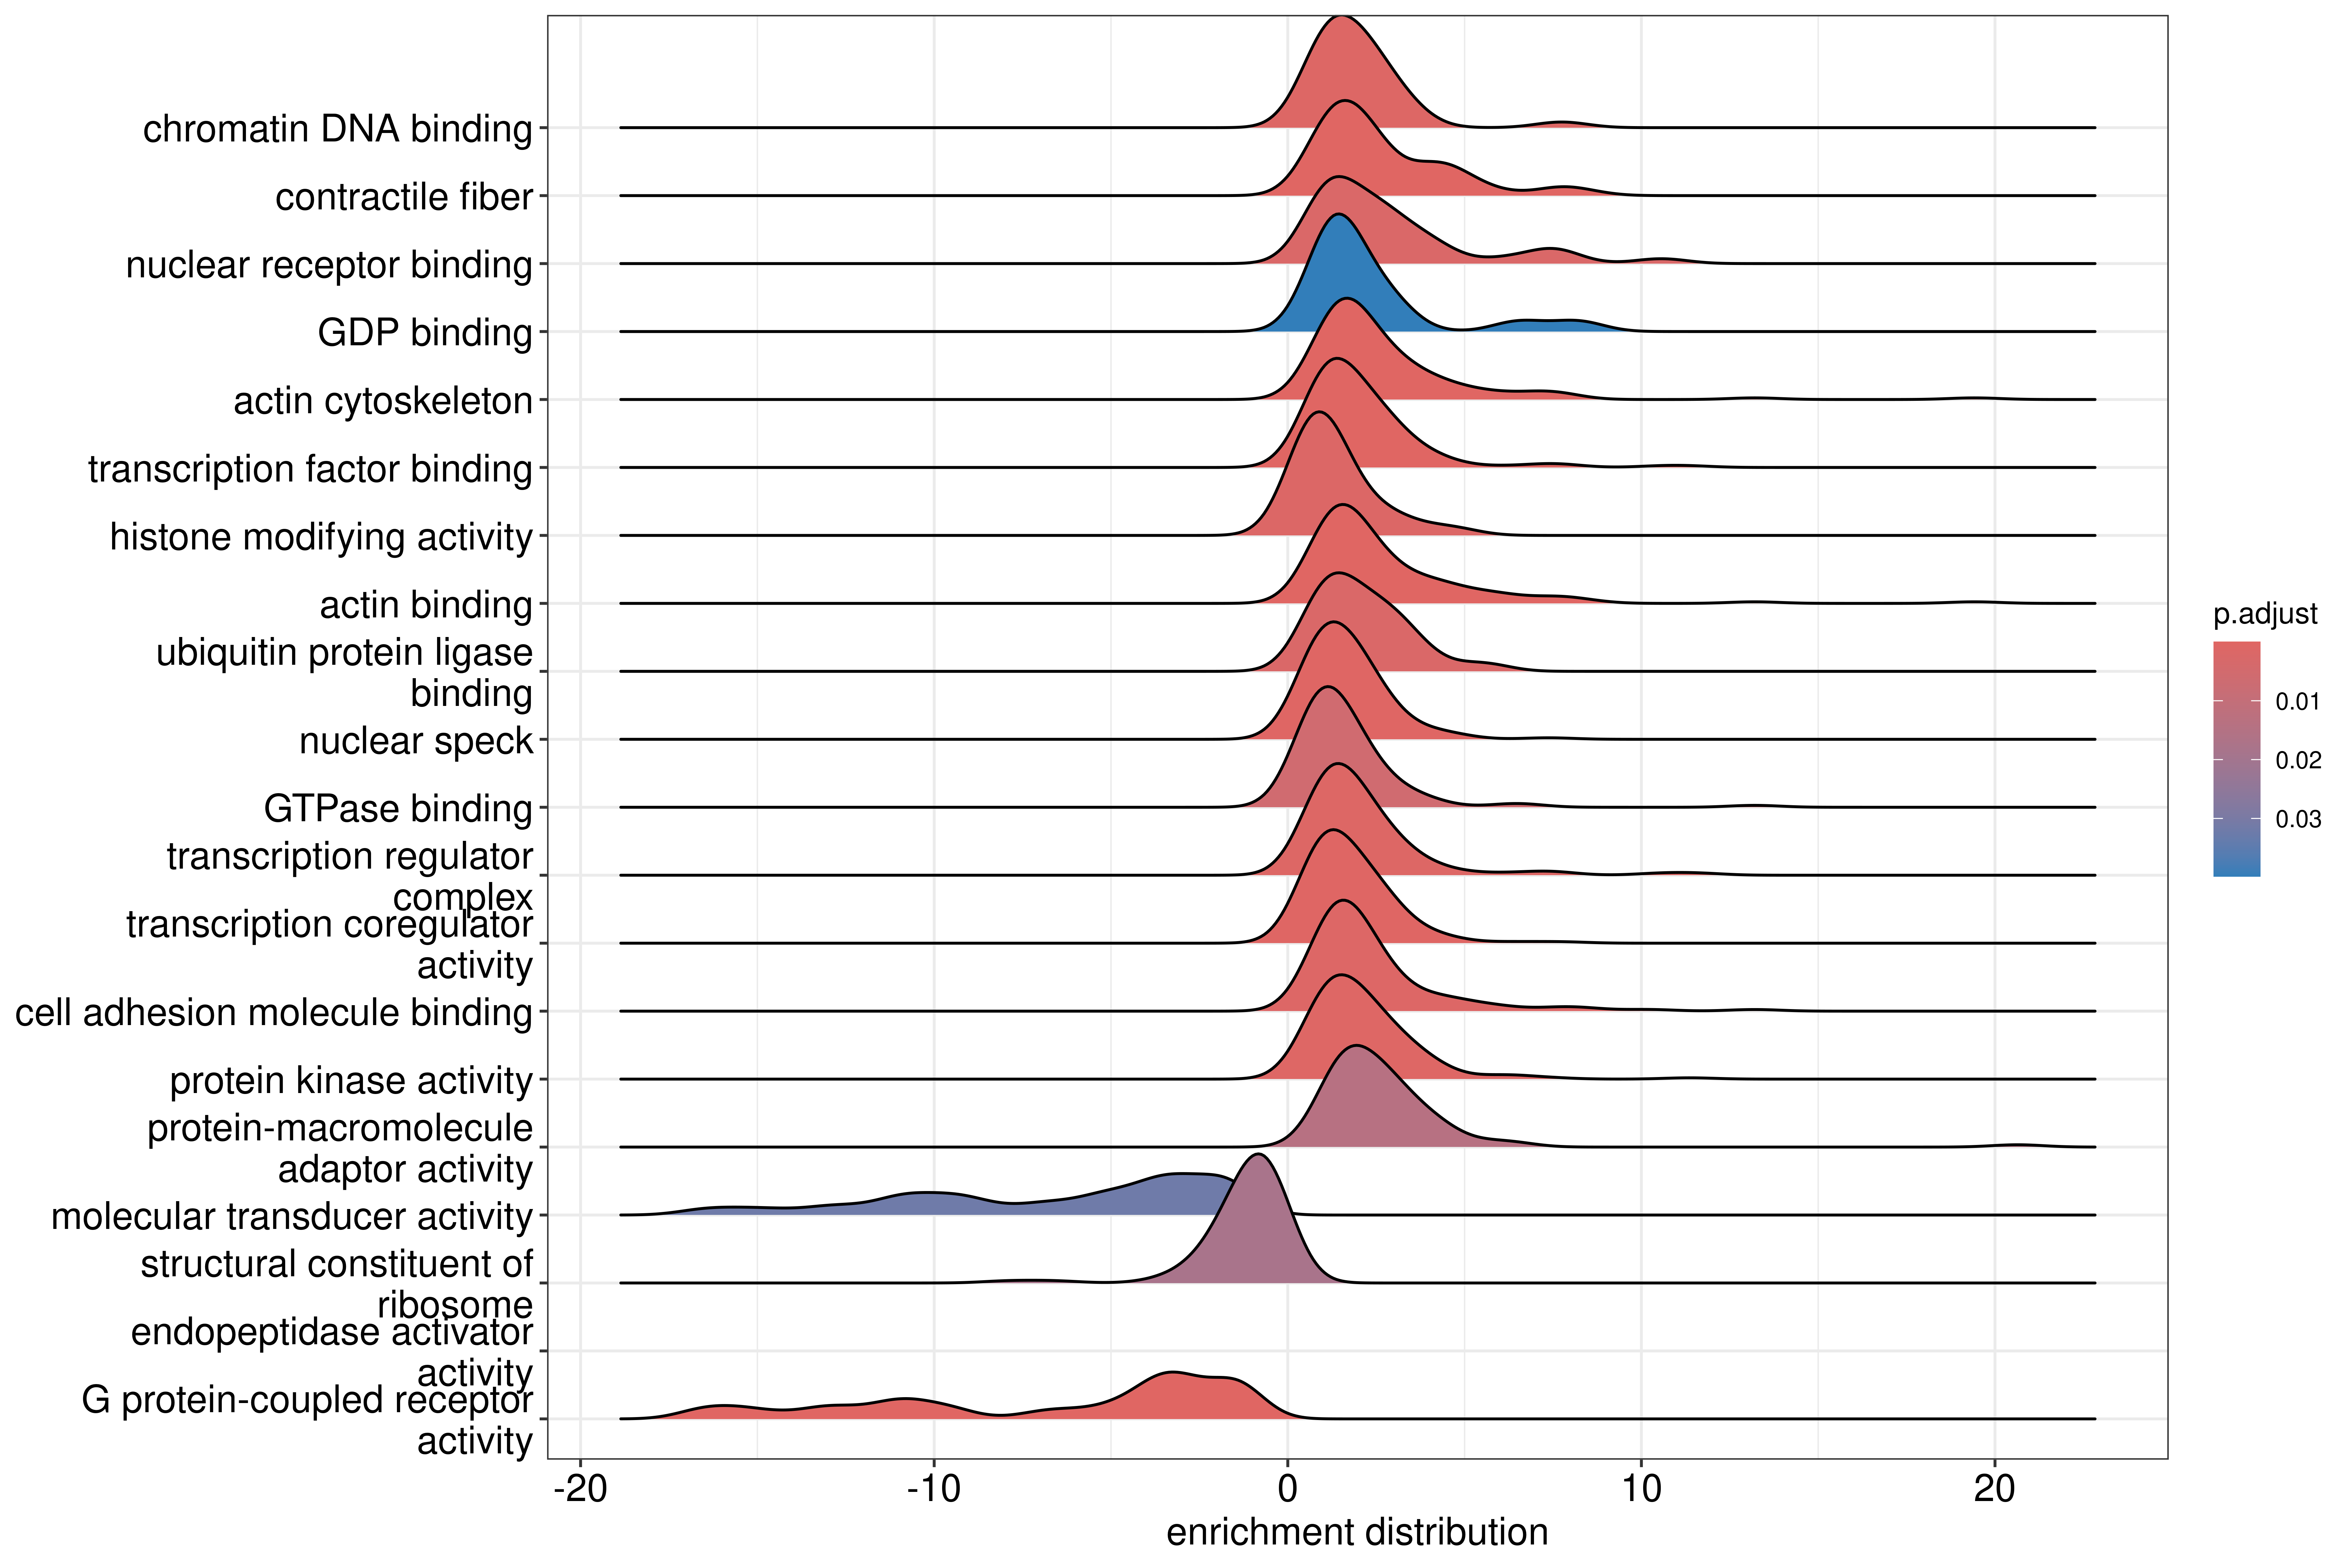 chromatin DNA binding
contractile fiber
nuclear receptor binding
GDP binding
actin cytoskeleton
transcription factor binding
histone modifying activity
actin binding
ubiquitin protein ligase
binding
nuclear speck
GTPase binding
transcription regulator
complex
transcription coregulator
activity
cell adhesion molecule binding
protein kinase activity
protein-macromolecule
adaptor activity
molecular transducer activity
structural constituent of
ribosome
endopeptidase activator
activity
G protein-coupled receptor
activity
-20 -10 0 10 20
enrichment distribution
p.adjust
0.01
0.02
0.03